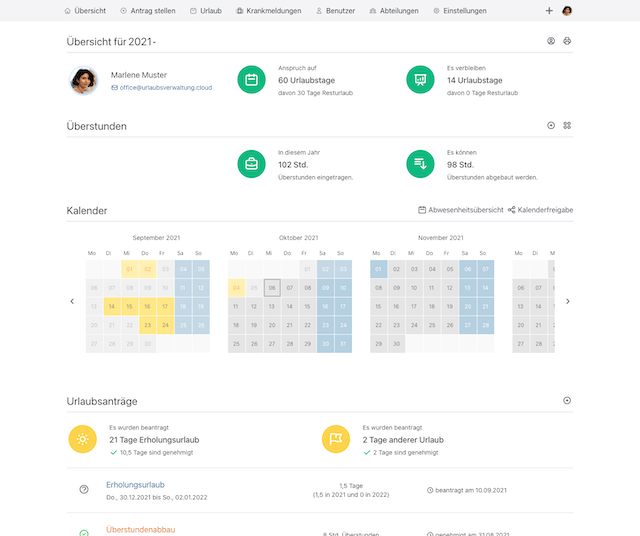 Übersicht Antrag stellen Urlaub Krankmeldungen Benutzer Abteilungen Einstellungen
Übersicht für 2021
Marlene Muster
office@urlaubsverwaltung.cloud
Anspruch auf
60 Urlaubstage
davon 30 Tage Resturlaub
Es verbleiben
14 Urlaubstage
davon 0 Tage Resturlaub
Überstunden
In diesem Jahr
102 Std.
Überstunden eingetragen.
Es können
98 Std.
Überstunden abgebaut werden.
Kalender
Abwesenheitsübersicht Kalenderfreigabe
September 2021
Mo Di Mi Do Fr Sa So
01 02 03 04 05
06 07 08 09 10 11 12
13 14 15 16 17 18 19
20 21 22 23 24 25 26
27 28 29 30
Oktober 2021
Mo Di Mi Do Fr Sa So
01 02 03
04 05 06 07 08 09 10
11 12 13 14 15 16 17
18 19 20 21 22 23 24
25 26 27 28 29 30 31
November 2021
Mo Di Mi Do Fr Sa So
01 02 03 04 05 06 07
08 09 10 11 12 13 14
15 16 17 18 19 20 21
22 23 24 25 26 27 28
29 30
Mo Di Mi
06 07
13 14
20 21
27 28
Urlaubsanträge
Es wurden beantragt
21 Tage Erholungsurlaub
10,5 Tage sind genehmigt
Es wurden beantragt
2 Tage anderer Urlaub
2 Tage sind genehmigt
Erholungsurlaub
Do., 30.12.2021 bis So., 02.01.2022
1,5 Tage
(1,5 in 2021 und 0 in 2022)
beantragt am 10.09.2021
Überstundenabbau
8 Std. Überstunden
genehmigt am 31.08.2021